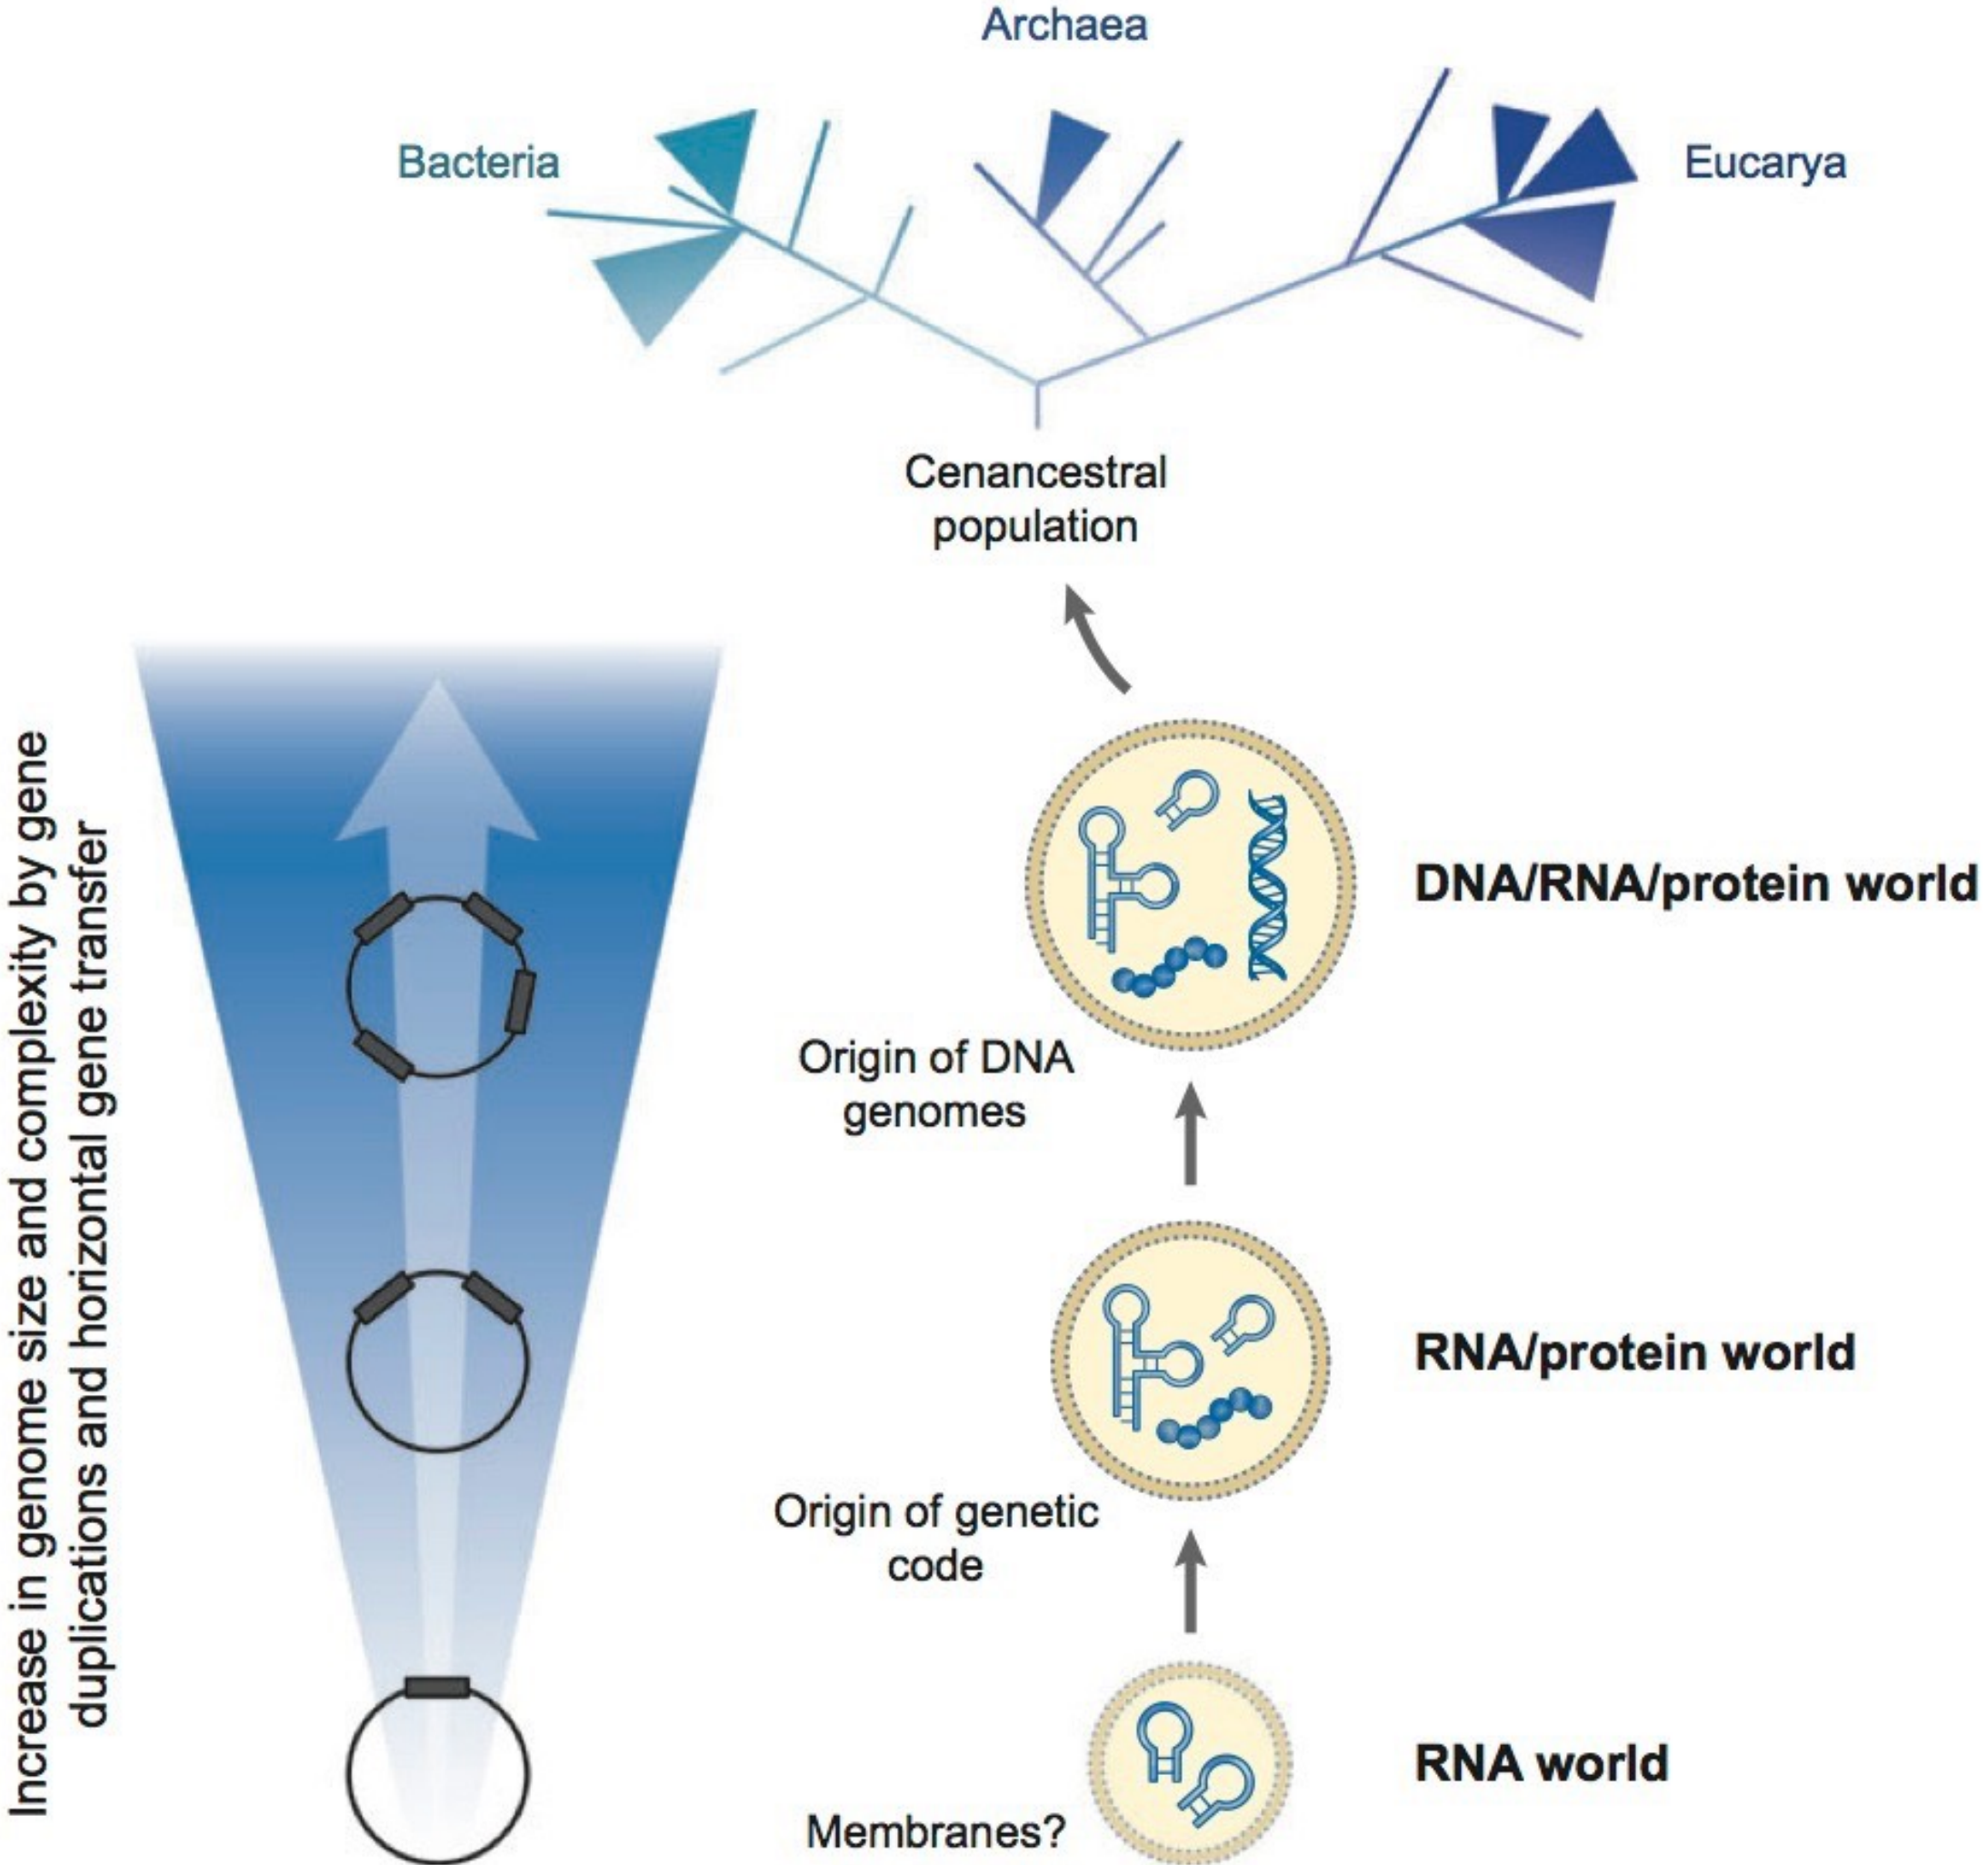 Archaea
Bacteria
Eucarya
Cenancestral
population
Increase in genome size and complexity by gene
duplications and horizontal gene transfer
DNA/RNA/protein world
Origin of DNA
genomes
RNA/protein world
Origin of genetic
code
RNA world
Membranes?